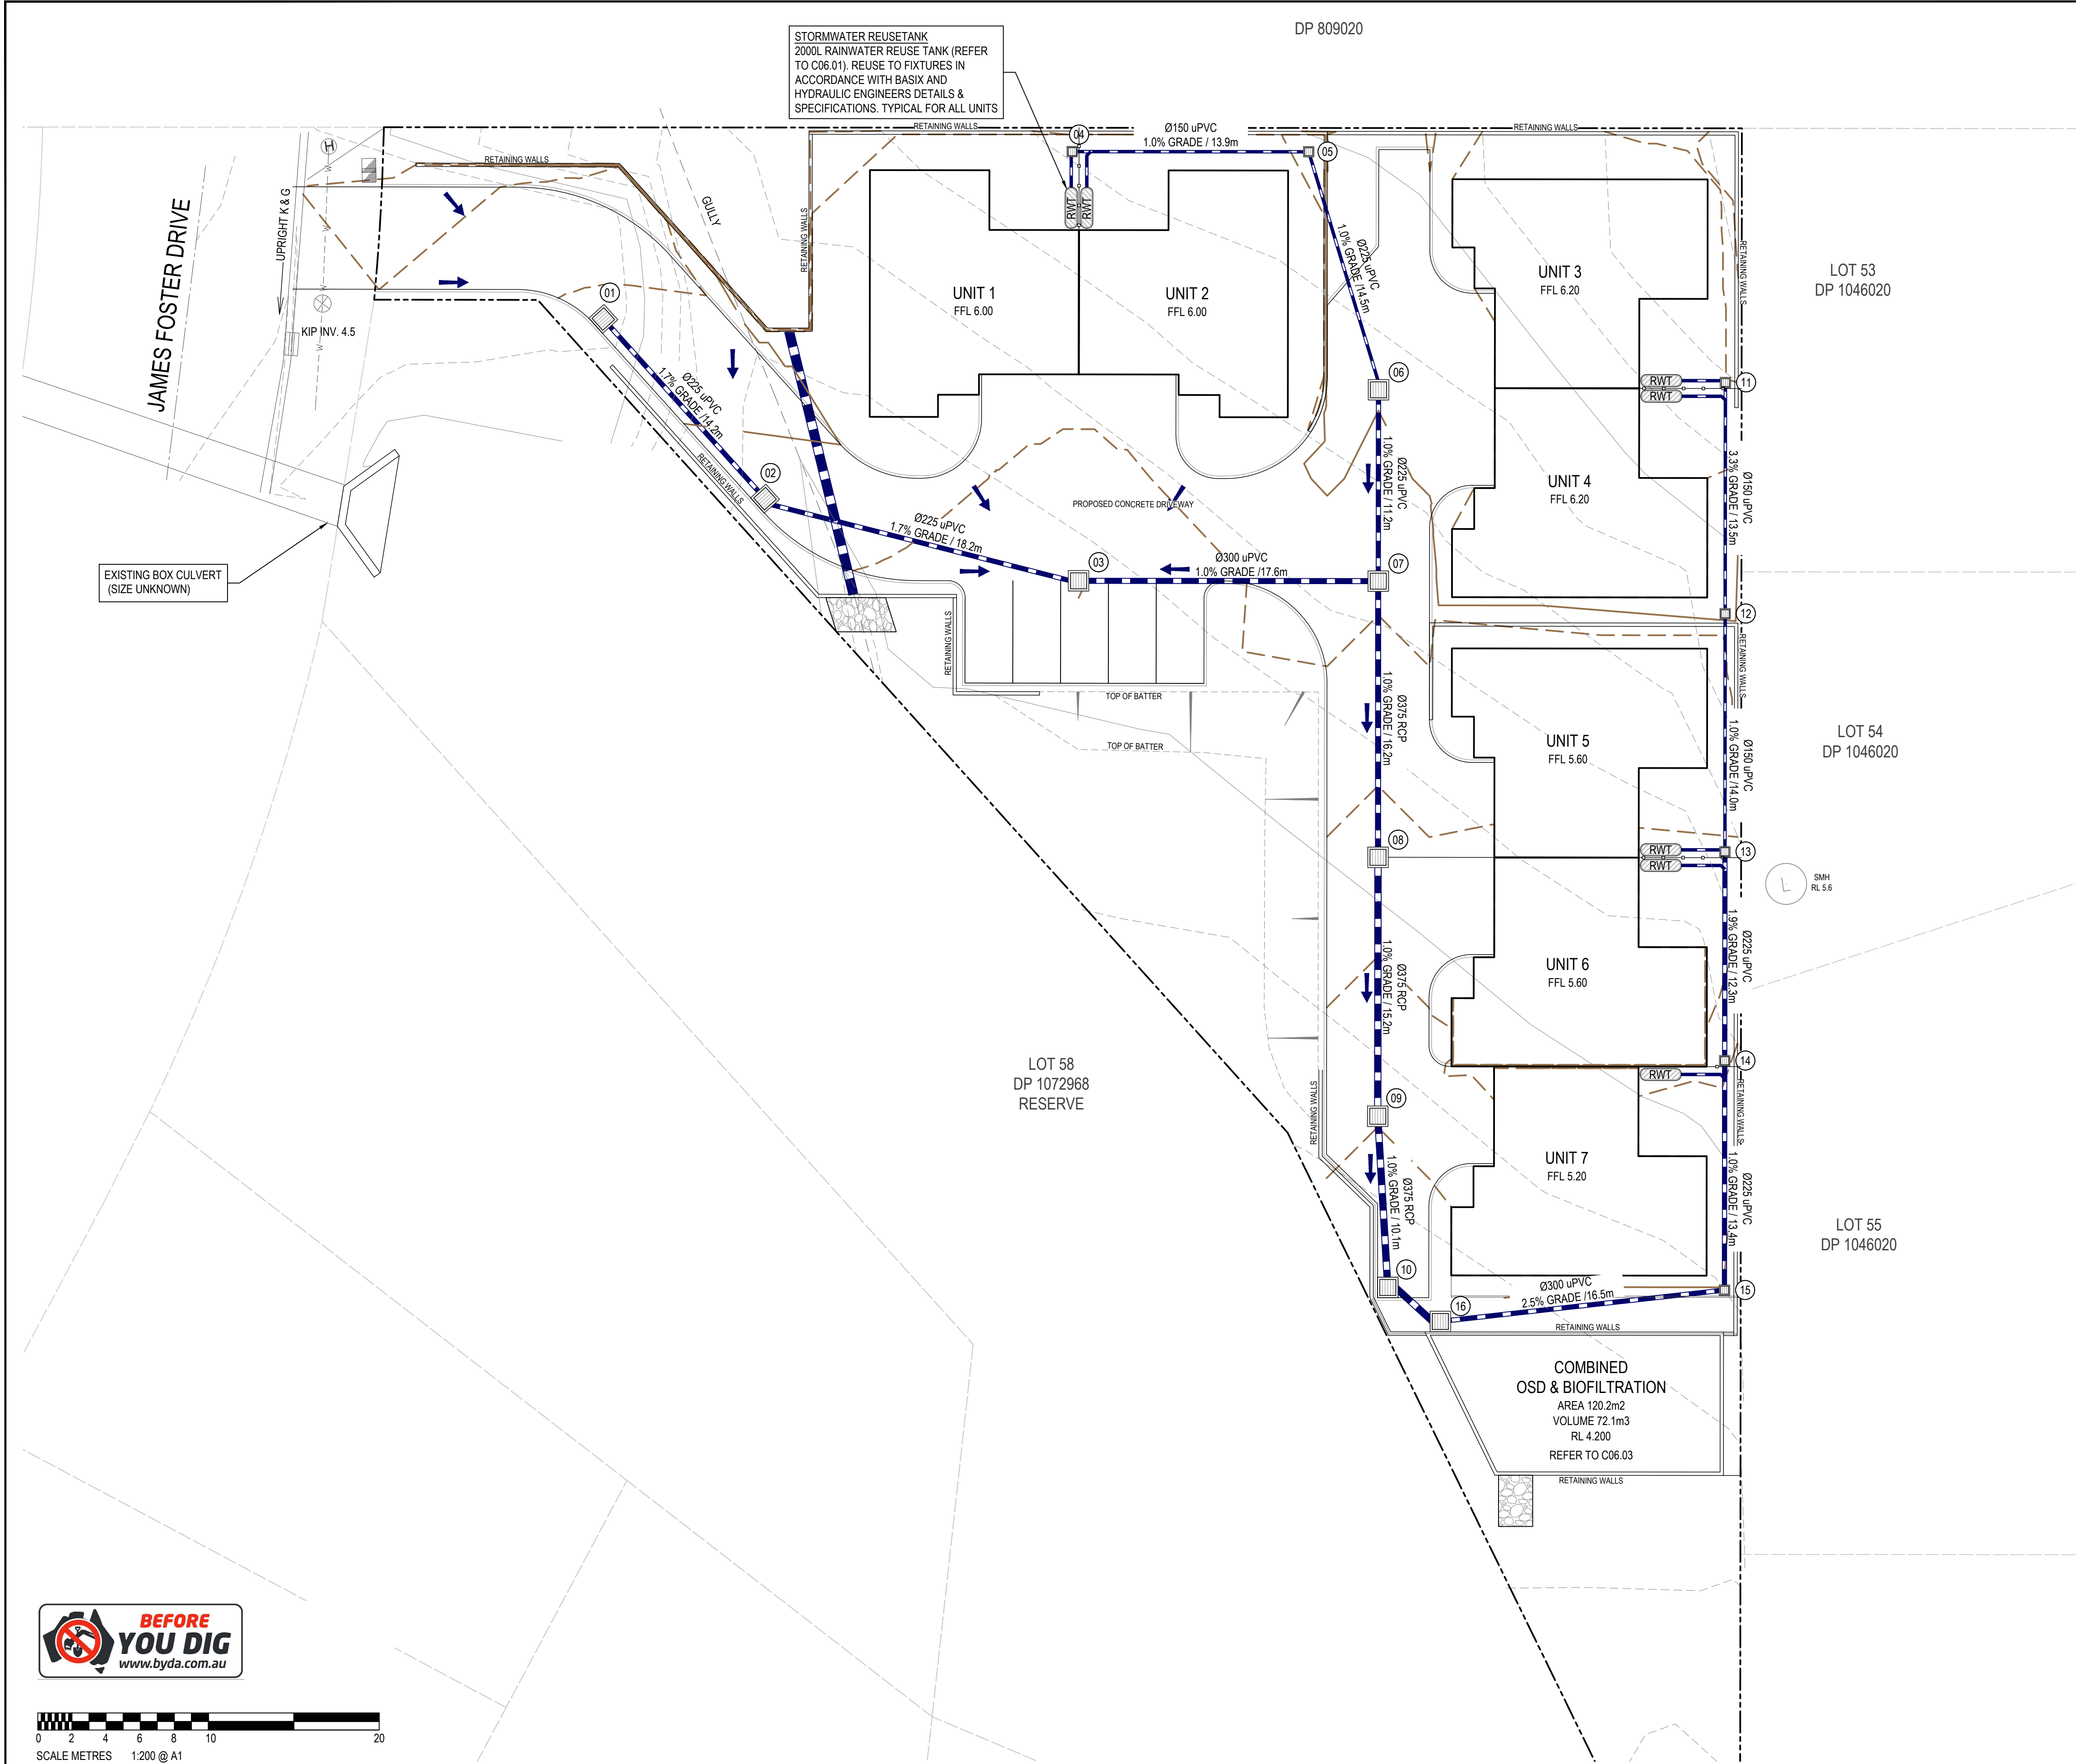 DP 809020
STORMWATER REUSETANK
2000L RAINWATER REUSE TANK (REFER
TO C06.01). REUSE TO FIXTURES IN
ACCORDANCE WITH BASIX AND
HYDRAULIC ENGINEERS DETAILS &
SPECIFICATIONS. TYPICAL FOR ALL UNITS
RETAINING WALLS
RETAINING WALLS
RETAINING WALLS
RETAINING WALLS
04
Ø150 uPVC
1.0% GRADE / 13.9m
05
RWT
RWT
H
W
W
W
W
JAMES FOSTER DRIVE
UPRIGHT K & G
KIP INV. 4.5
GULLY
UNIT 1
FFL 6.00
UNIT 2
FFL 6.00
Ø225 uPVC
1.0% GRADE /14.5m
06
UNIT 3
FFL 6.20
RETAINING WALLS
LOT 53
DP 1046020
01
Ø225 uPVC
1.7% GRADE /14.2m
RETAINING WALLS
02
Ø225 uPVC
1.7% GRADE / 18.2m
PROPOSED CONCRETE DRIVEWAY
03
Ø300 uPVC
1.0% GRADE /17.6m
07
Ø225 uPVC
1.0% GRADE / 11.2m
RWT
RWT
11
UNIT 4
FFL 6.20
Ø150 uPVC
3.3% GRADE / 13.5m
12
EXISTING BOX CULVERT
(SIZE UNKNOWN)
RETAINING WALLS
TOP OF BATTER
TOP OF BATTER
Ø375 RCP
1.0% GRADE / 16.2m
08
UNIT 5
FFL 5.60
RETAINING WALLS
Ø150 uPVC
1.0% GRADE /14.0m
LOT 54
DP 1046020
RWT
RWT
13
L
SMH
RL 5.6
Ø375 RCP
1.0% GRADE / 15.2m
UNIT 6
FFL 5.60
Ø225 uPVC
1.9% GRADE / 12.3m
14
RWT
LOT 58
DP 1072968
RESERVE
RETAINING WALLS
09
Ø375 RCP
1.0% GRADE / 10.1m
UNIT 7
FFL 5.20
RETAINING WALLS
Ø225 uPVC
1.0% GRADE / 13.4m
LOT 55
DP 1046020
10
16
Ø300 uPVC
2.5% GRADE /16.5m
15
RETAINING WALLS
COMBINED
OSD & BIOFILTRATION
AREA 120.2m2
VOLUME 72.1m3
RL 4.200
REFER TO C06.03
RETAINING WALLS
BEFORE
YOU DIG
www.byda.com.au
0 2 4 6 8 10 20
SCALE METRES 1:200 @ A1